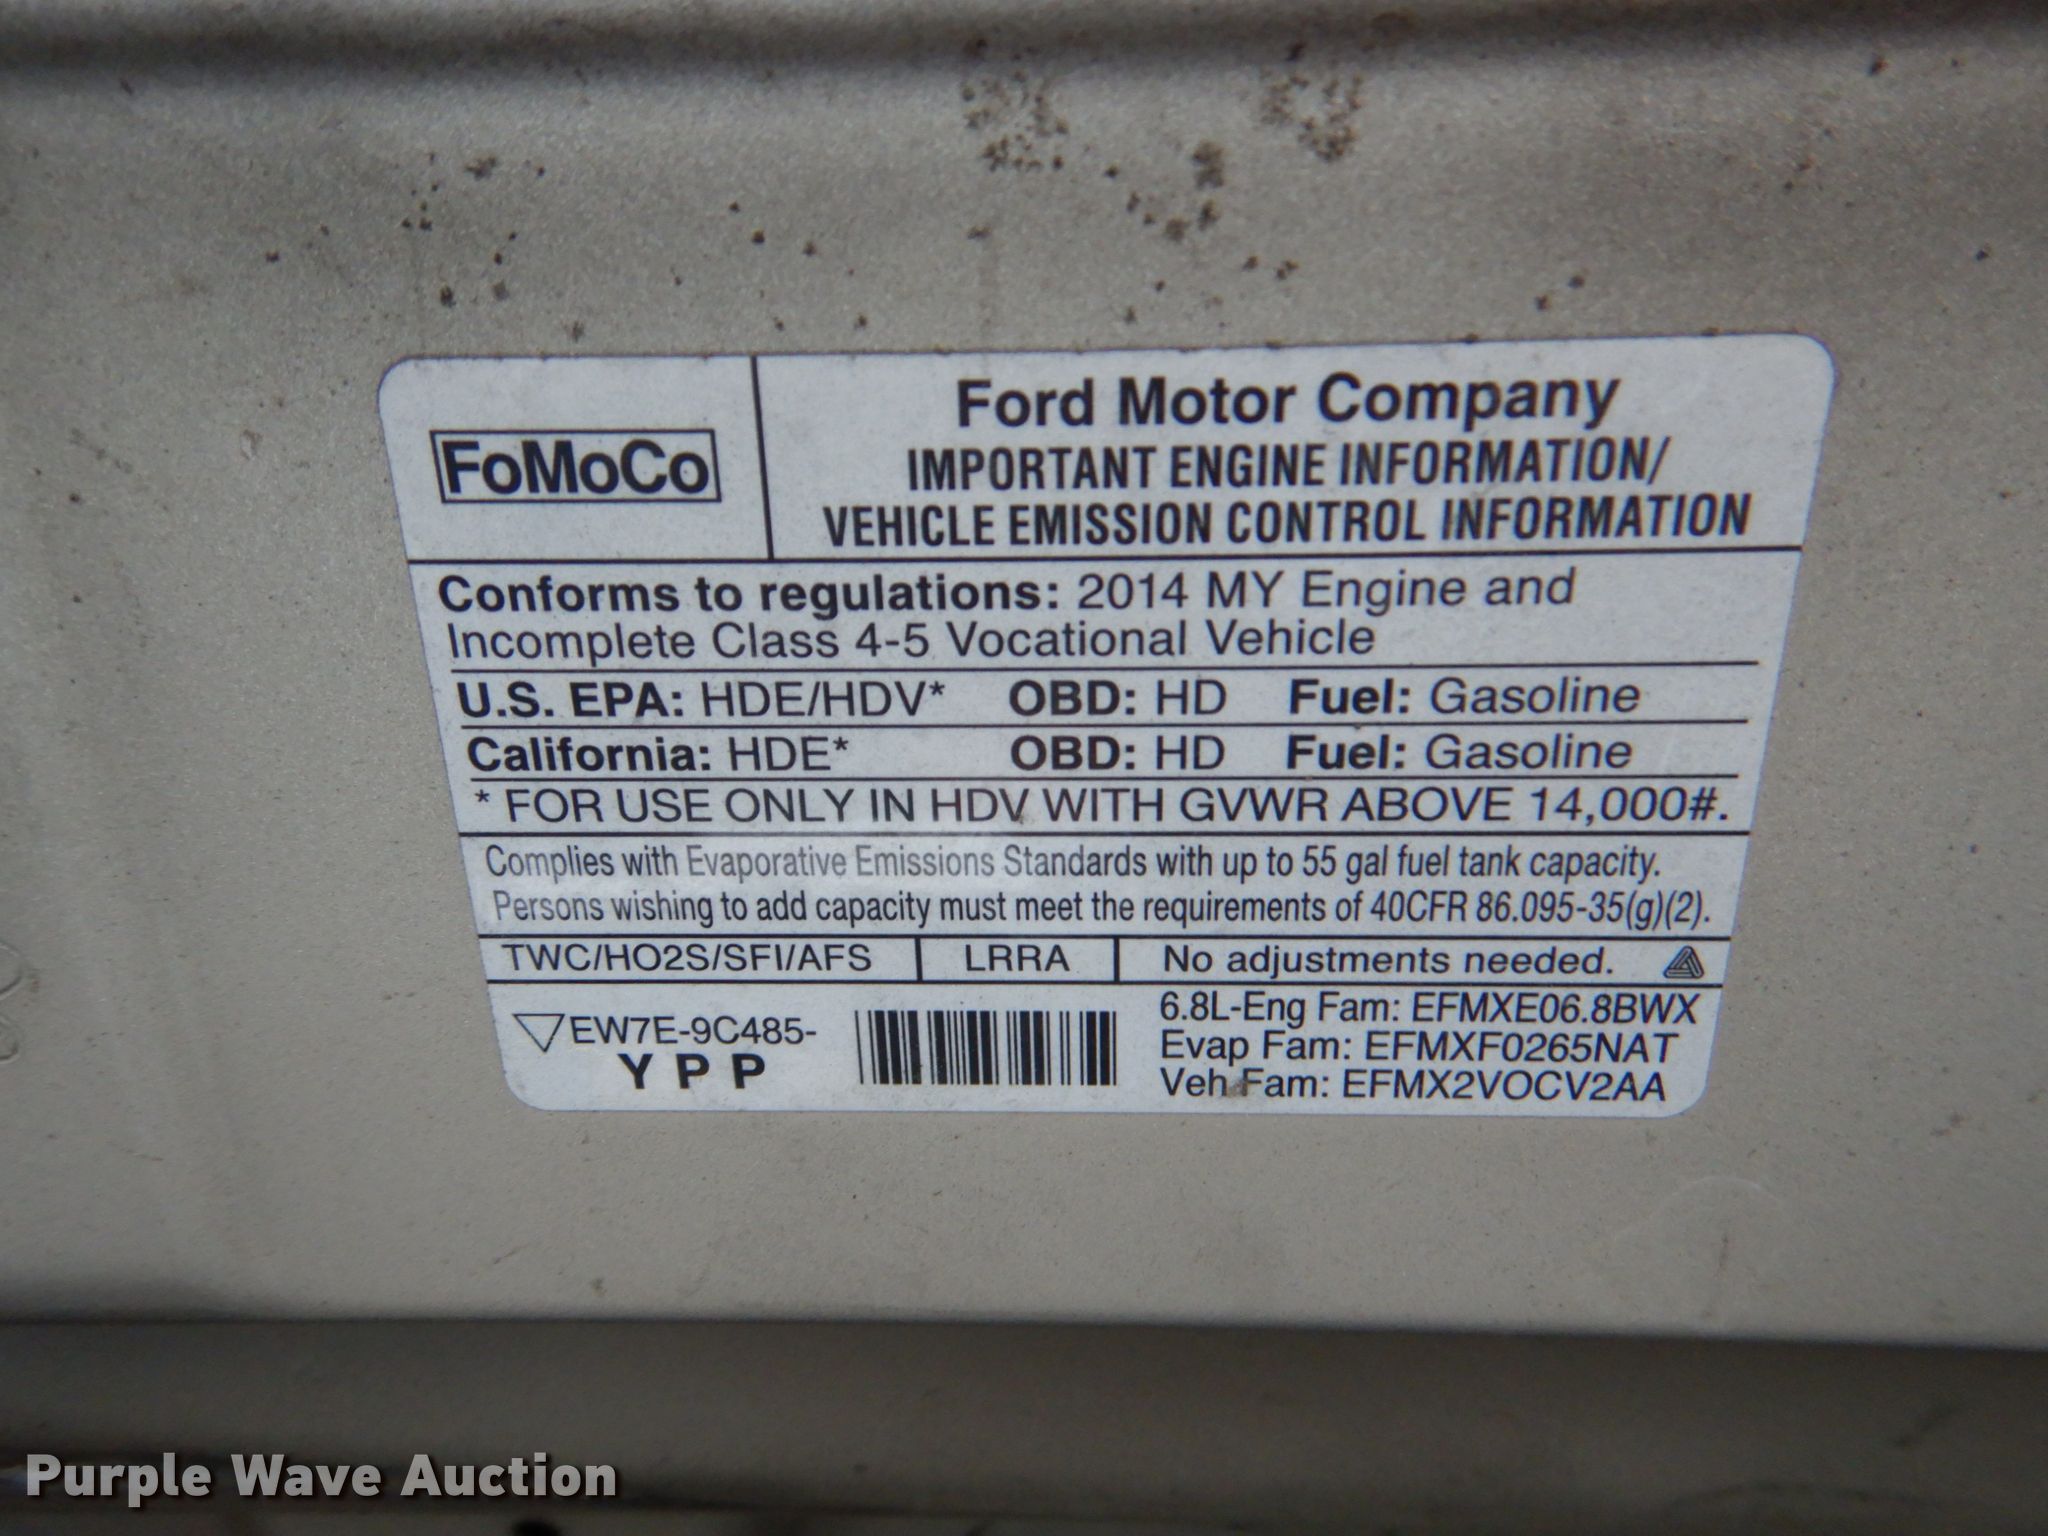 FoMoCo
Ford Motor Company
IMPORTANT ENGINE INFORMATION/
VEHICLE EMISSION CONTROL INFORMATION
Conforms to regulations: 2014 MY Engine and
Incomplete Class 4-5 Vocational Vehicle
U.S. EPA: HDE/HDV* OBD: HD Fuel: Gasoline
California: HDE* OBD: HD Fuel: Gasoline
* FOR USE ONLY IN HDV WITH GVWR ABOVE 14,000#.
Complies with Evaporative Emissions Standards with up to 55 gal fuel tank capacity.
Persons wishing to add capacity must meet the requirements of 40CFR 86.095-35(g)(2).
TWC/HO2S/SFI/AFS LRRA No adjustments needed.
EW7E-9C485-
YPP
6.8L-Eng Fam: EFMXE06.8BWX
Evap Fam: EFMXF0265NAT
Veh Fam: EFMX2VOCV2AA
Purple Wave Auction